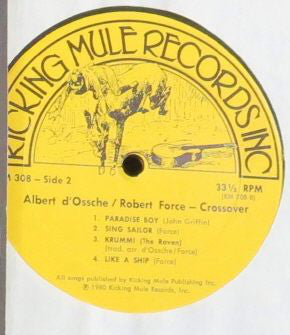 KICKING MULE RECORDS INC
M 308 – Side 2
33⅓ RPM
(KM 308-B)
Albert d'Ossche / Robert Force – Crossover
1. PARADISE BOY (John Griffin)
2. SING SAILOR (Force)
3. KRUMMI (The Raven)
(trad. arr d'Ossche/Force)
4. LIKE A SHIP (Force)
All songs published by Kicking Mule Publishing Inc.
℗ 1980 Kicking Mule Records, Inc.